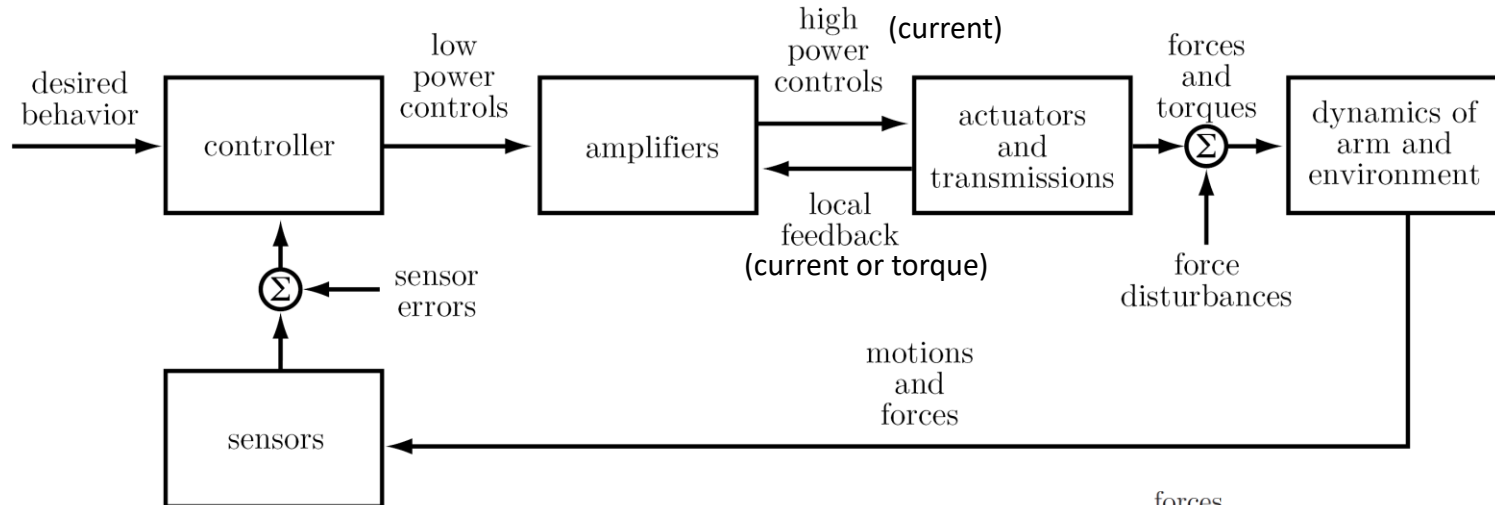 desired
behavior
controller
low
power
controls
amplifiers
high
power
controls
(current)
local
feedback
(current or torque)
actuators
and
transmissions
forces
and
torques
Σ
force
disturbances
dynamics of
arm and
environment
Σ
sensor
errors
motions
and
forces
sensors
forces